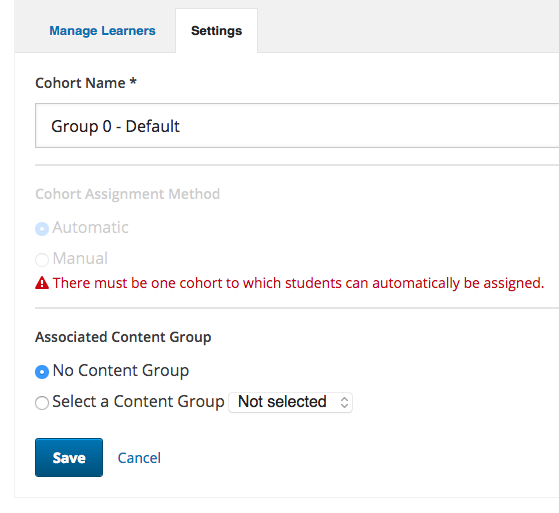 Manage Learners Settings
Cohort Name *
Group 0 - Default
Cohort Assignment Method
Automatic
Manual
There must be one cohort to which students can automatically be assigned.
Associated Content Group
No Content Group
Select a Content Group Not selected
Save Cancel